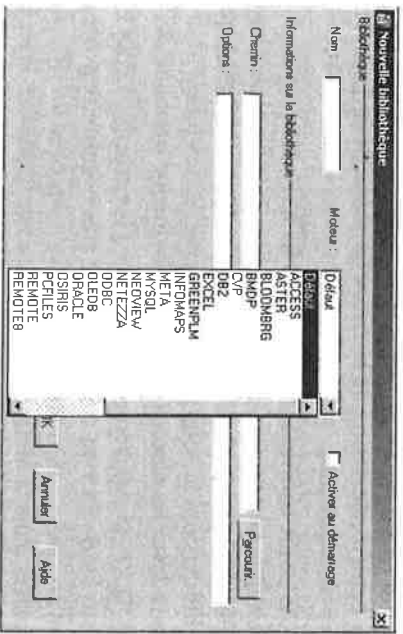 Nouvelle bibliothèque
Bibliothèque
Nom :
Moteur :
Défaut
Activer au démarrage
Informations sur la bibliothèque
Chemin :
Parcourir...
Options :
Défaut
ACCESS
ASTER
BLOOMBRG
BMDP
CVP
DB2
EXCEL
GREENPLM
INFOMAPS
META
MYSQL
NEOVIEW
NETEZZA
ODBC
OLEDB
ORACLE
OSIRIS
PCFILES
REMOTE
REMOTE8
OK
Annuler
Aide